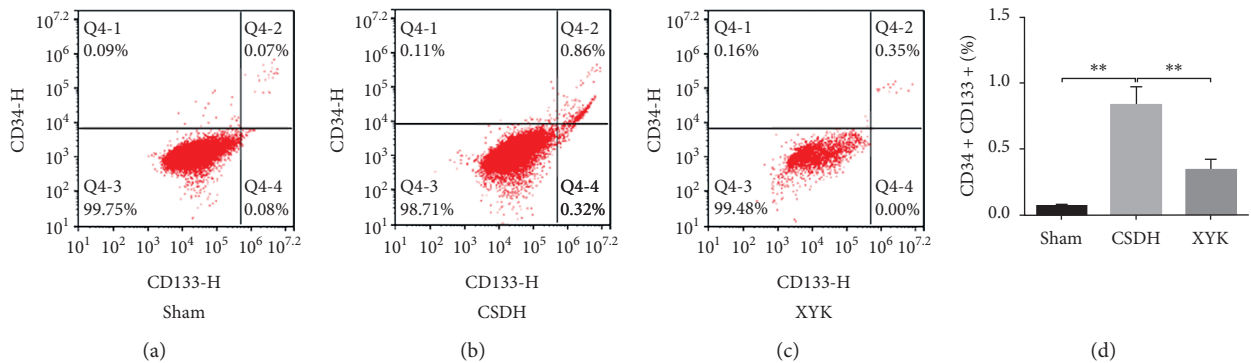 10^7.2
10^6
10^5
10^4
10^3
10^2
10^1
CD34-H
Q4-1
0.09%
Q4-2
0.07%
Q4-3
99.75%
Q4-4
0.08%
10^1 10^2 10^3 10^4 10^5 10^6 10^7.2
CD133-H
Sham
(a)
10^7.2
10^6
10^5
10^4
10^3
10^2
10^1
CD34-H
Q4-1
0.11%
Q4-2
0.86%
Q4-3
98.71%
Q4-4
0.32%
10^1 10^2 10^3 10^4 10^5 10^6 10^7.2
CD133-H
CSDH
(b)
10^7.2
10^6
10^5
10^4
10^3
10^2
10^1
CD34-H
Q4-1
0.16%
Q4-2
0.35%
Q4-3
99.48%
Q4-4
0.00%
10^1 10^2 10^3 10^4 10^5 10^6 10^7.2
CD133-H
XYK
(c)
CD34 + CD133 + (%)
1.5
1.0
0.5
0.0
** **
Sham CSDH XYK
(d)